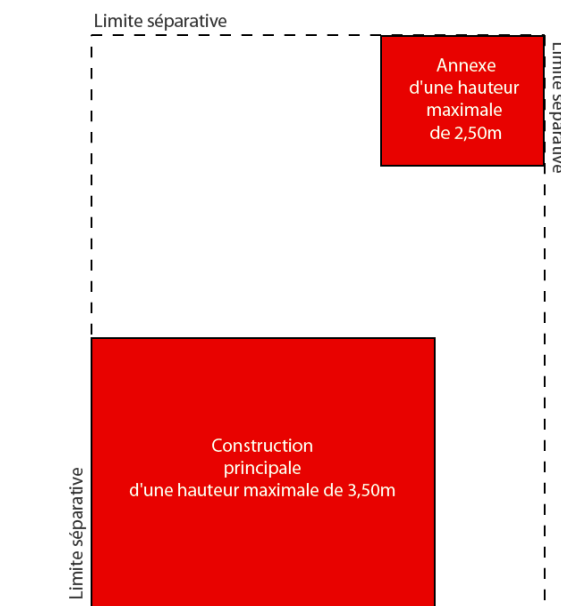 Limite séparative
Annexe
d'une hauteur
maximale
de 2,50m
Limite séparative
Construction
principale
d'une hauteur maximale de 3,50m
Limite séparative